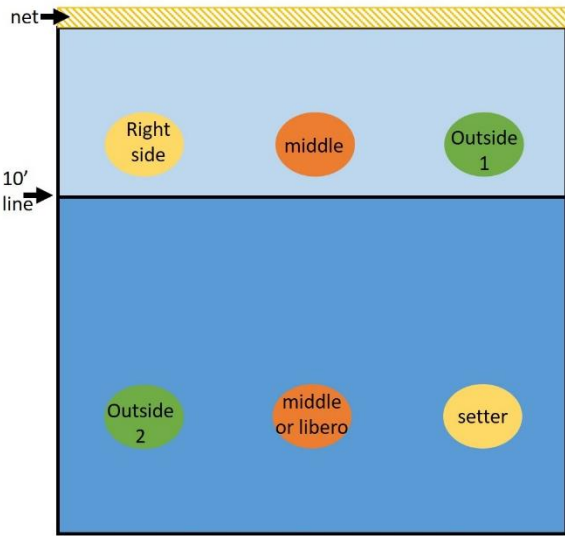 net
Right
side
middle
Outside
1
10’
line
Outside
2
middle
or libero
setter